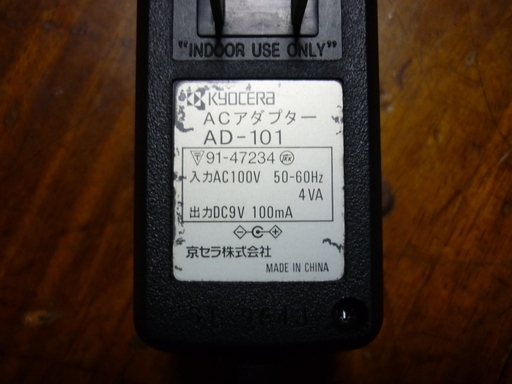 "INDOOR USE ONLY"
KYOCERA
ACアダプター
AD-101
91-47234
入力AC100V 50-60Hz
4VA
出力DC9V 100mA
京セラ株式会社
MADE IN CHINA